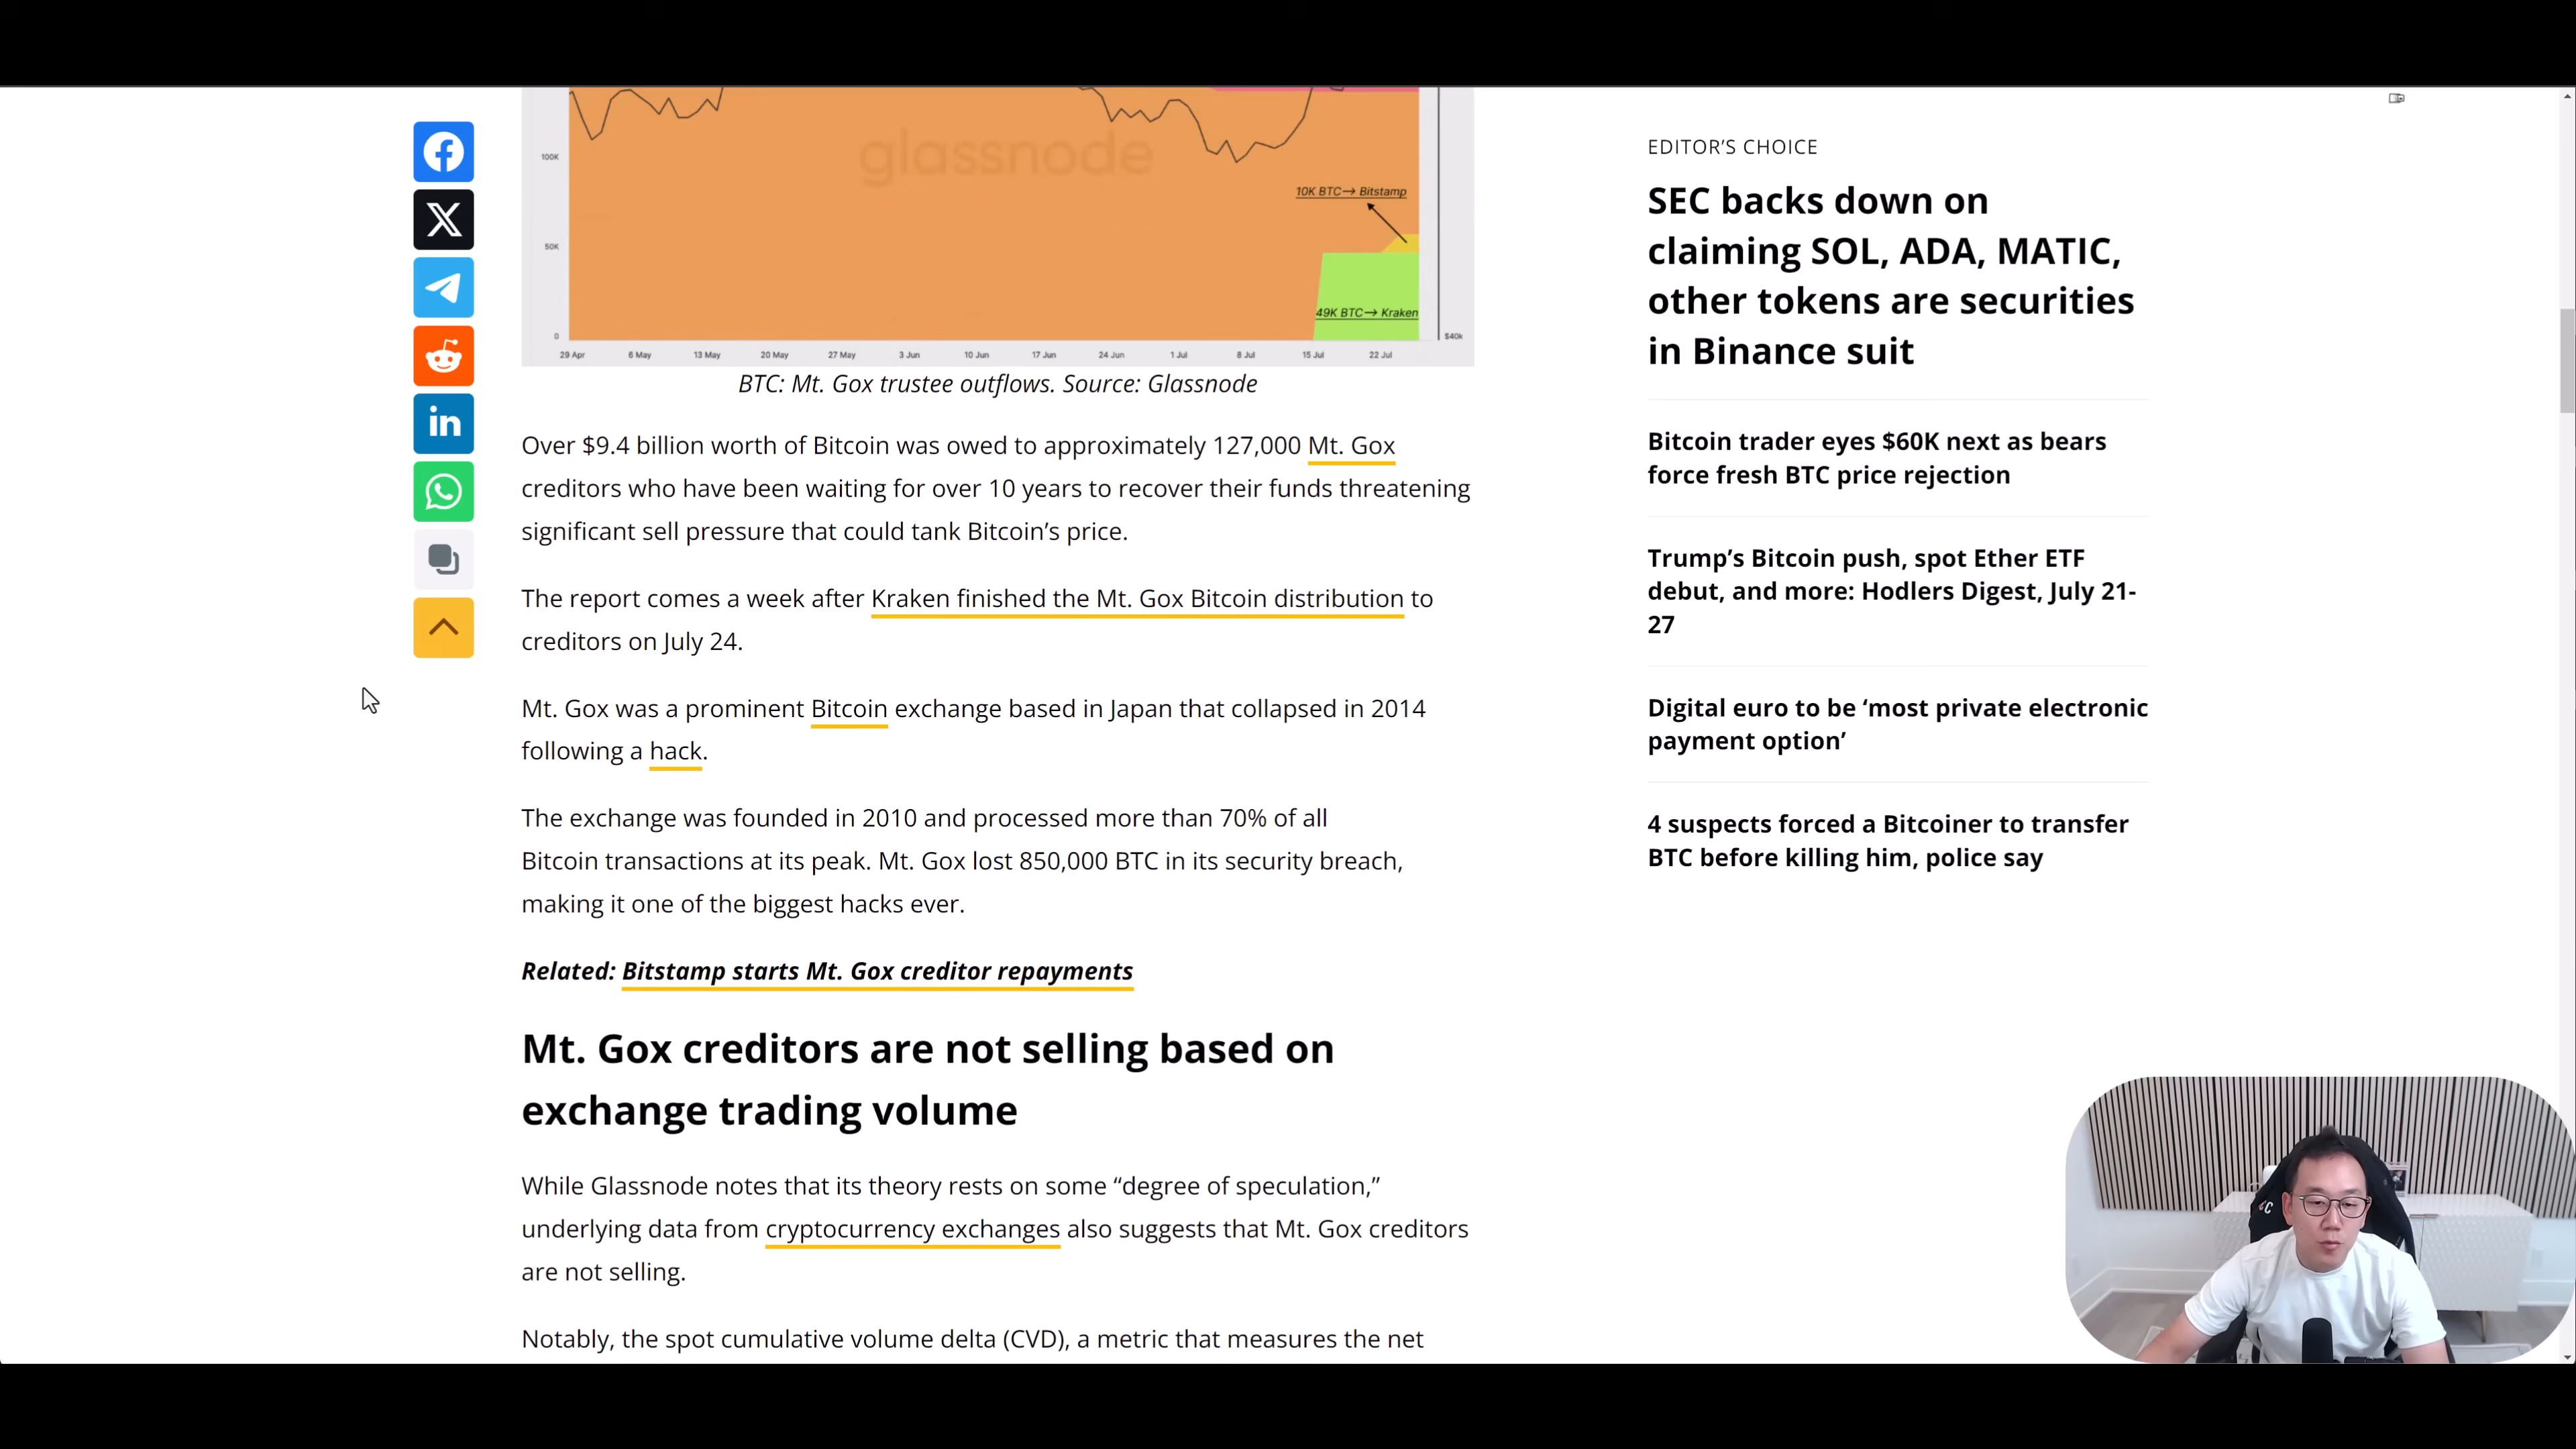 glassnode
100K
50K
0
10K BTC→ Bitstamp
49K BTC→ Kraken
$40k
29 Apr 6 May 13 May 20 May 27 May 3 Jun 10 Jun 17 Jun 24 Jun 1 Jul 8 Jul 15 Jul 22 Jul
BTC: Mt. Gox trustee outflows. Source: Glassnode
Over $9.4 billion worth of Bitcoin was owed to approximately 127,000 Mt. Gox
creditors who have been waiting for over 10 years to recover their funds threatening
significant sell pressure that could tank Bitcoin’s price.
The report comes a week after Kraken finished the Mt. Gox Bitcoin distribution to
creditors on July 24.
Mt. Gox was a prominent Bitcoin exchange based in Japan that collapsed in 2014
following a hack.
The exchange was founded in 2010 and processed more than 70% of all
Bitcoin transactions at its peak. Mt. Gox lost 850,000 BTC in its security breach,
making it one of the biggest hacks ever.
Related: Bitstamp starts Mt. Gox creditor repayments
Mt. Gox creditors are not selling based on
exchange trading volume
While Glassnode notes that its theory rests on some “degree of speculation,”
underlying data from cryptocurrency exchanges also suggests that Mt. Gox creditors
are not selling.
Notably, the spot cumulative volume delta (CVD), a metric that measures the net
EDITOR’S CHOICE
SEC backs down on
claiming SOL, ADA, MATIC,
other tokens are securities
in Binance suit
Bitcoin trader eyes $60K next as bears
force fresh BTC price rejection
Trump’s Bitcoin push, spot Ether ETF
debut, and more: Hodlers Digest, July 21-
27
Digital euro to be ‘most private electronic
payment option’
4 suspects forced a Bitcoiner to transfer
BTC before killing him, police say